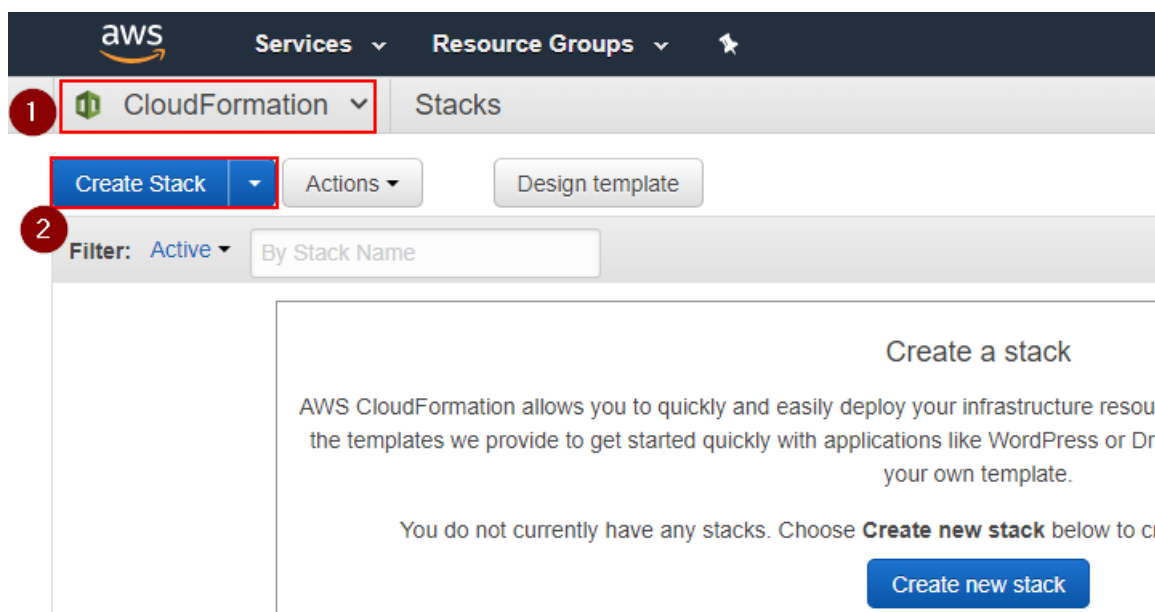 aws Services Resource Groups
1 CloudFormation Stacks
Create Stack Actions Design template
2
Filter: Active By Stack Name
Create a stack
AWS CloudFormation allows you to quickly and easily deploy your infrastructure
the templates we provide to get started quickly with applications like WordPress or
your own template.
You do not currently have any stacks. Choose Create new stack below to
Create new stack